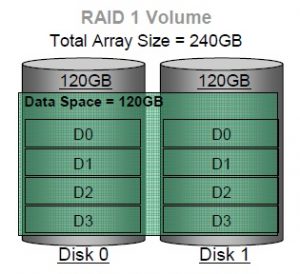 RAID 1 Volume
Total Array Size = 240GB
120GB 120GB
Data Space = 120GB
D0 D0
D1 D1
D2 D2
D3 D3
Disk 0 Disk 1